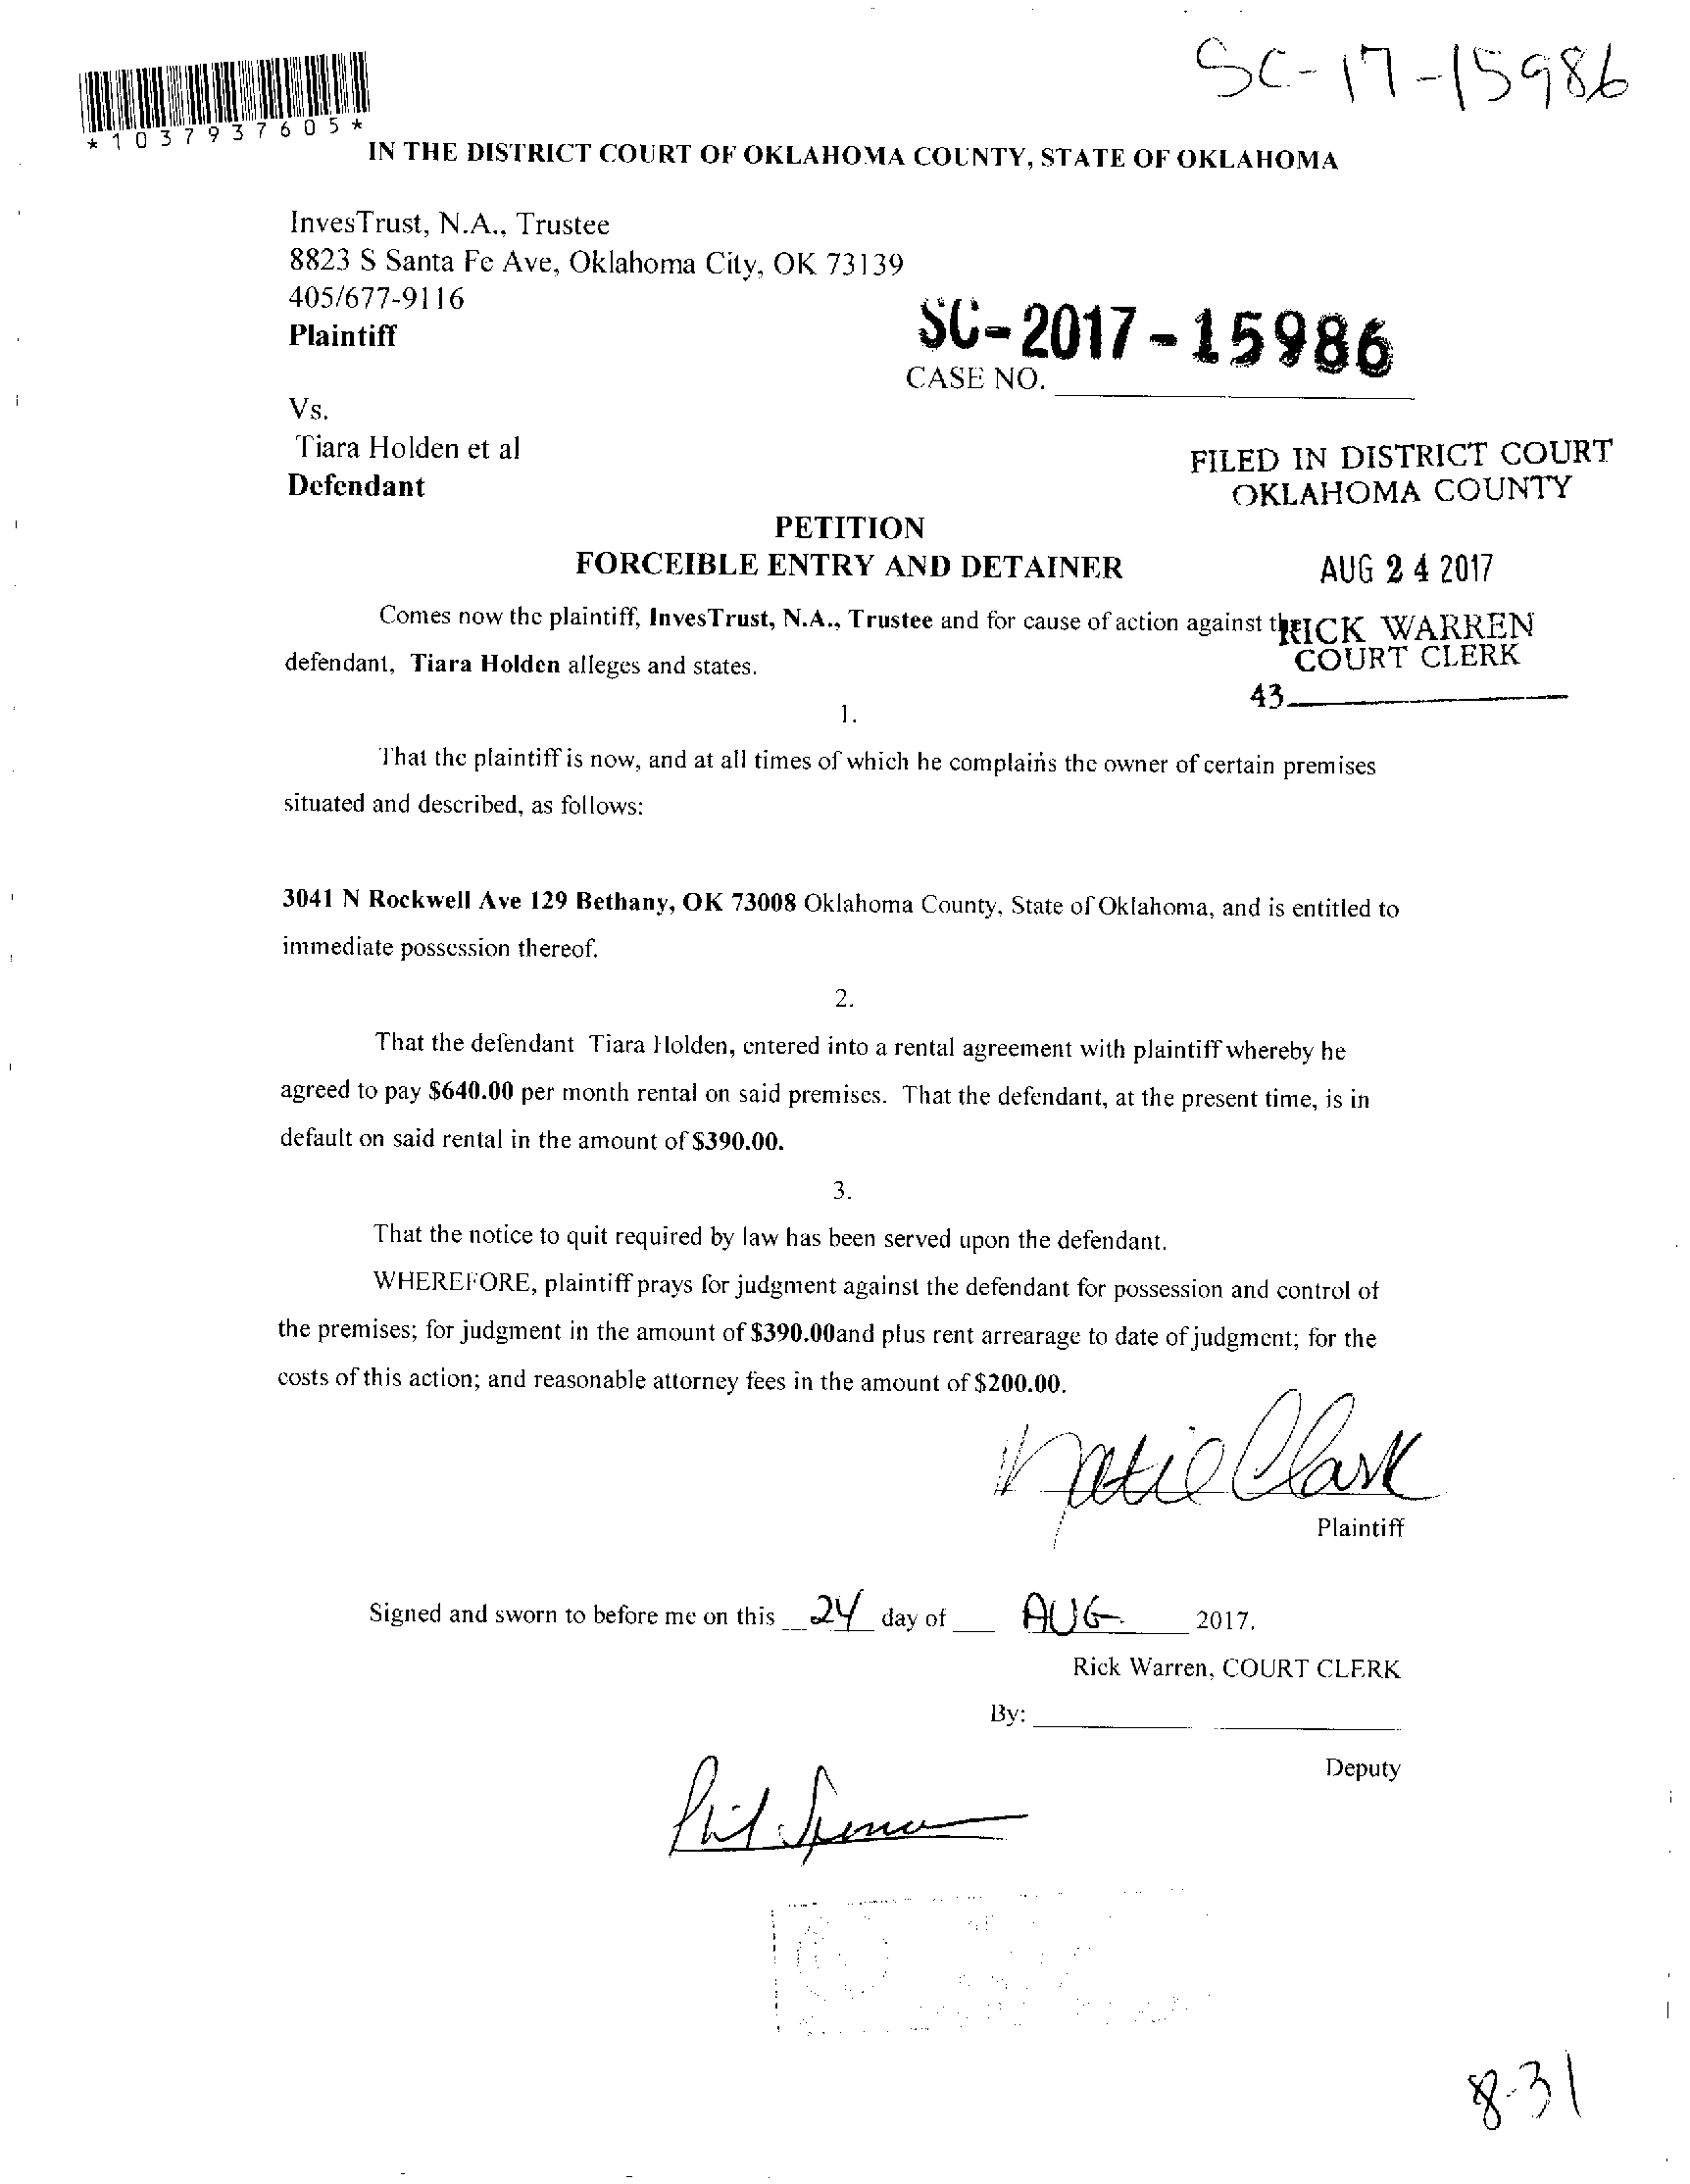 SC-17-15986
*1037937605*
IN THE DISTRICT COURT OF OKLAHOMA COUNTY, STATE OF OKLAHOMA
InvesTrust, N.A., Trustee
8823 S Santa Fe Ave, Oklahoma City, OK 73139
405/677-9116
Plaintiff
SC-2017-15986
CASE NO.
Vs.
Tiara Holden et al
Defendant
FILED IN DISTRICT COURT
OKLAHOMA COUNTY
PETITION
FORCEIBLE ENTRY AND DETAINER
AUG 24 2017
Comes now the plaintiff, InvesTrust, N.A., Trustee and for cause of action against
RICK WARREN
defendant, Tiara Holden alleges and states.
COURT CLERK
43
1.
That the plaintiff is now, and at all times of which he complains the owner of certain premises
situated and described, as follows:
3041 N Rockwell Ave 129 Bethany, OK 73008 Oklahoma County, State of Oklahoma, and is entitled to
immediate possession thereof.
2.
That the defendant Tiara Holden, entered into a rental agreement with plaintiff whereby he
agreed to pay $640.00 per month rental on said premises. That the defendant, at the present time, is in
default on said rental in the amount of $390.00.
3.
That the notice to quit required by law has been served upon the defendant.
WHEREFORE, plaintiff prays for judgment against the defendant for possession and control of
the premises; for judgment in the amount of $390.00and plus rent arrearage to date of judgment; for the
costs of this action; and reasonable attorney fees in the amount of $200.00.
Katie Clark
Plaintiff
Signed and sworn to before me on this 24 day of AUG 2017.
Rick Warren, COURT CLERK
By:
Deputy
Phil
8-31